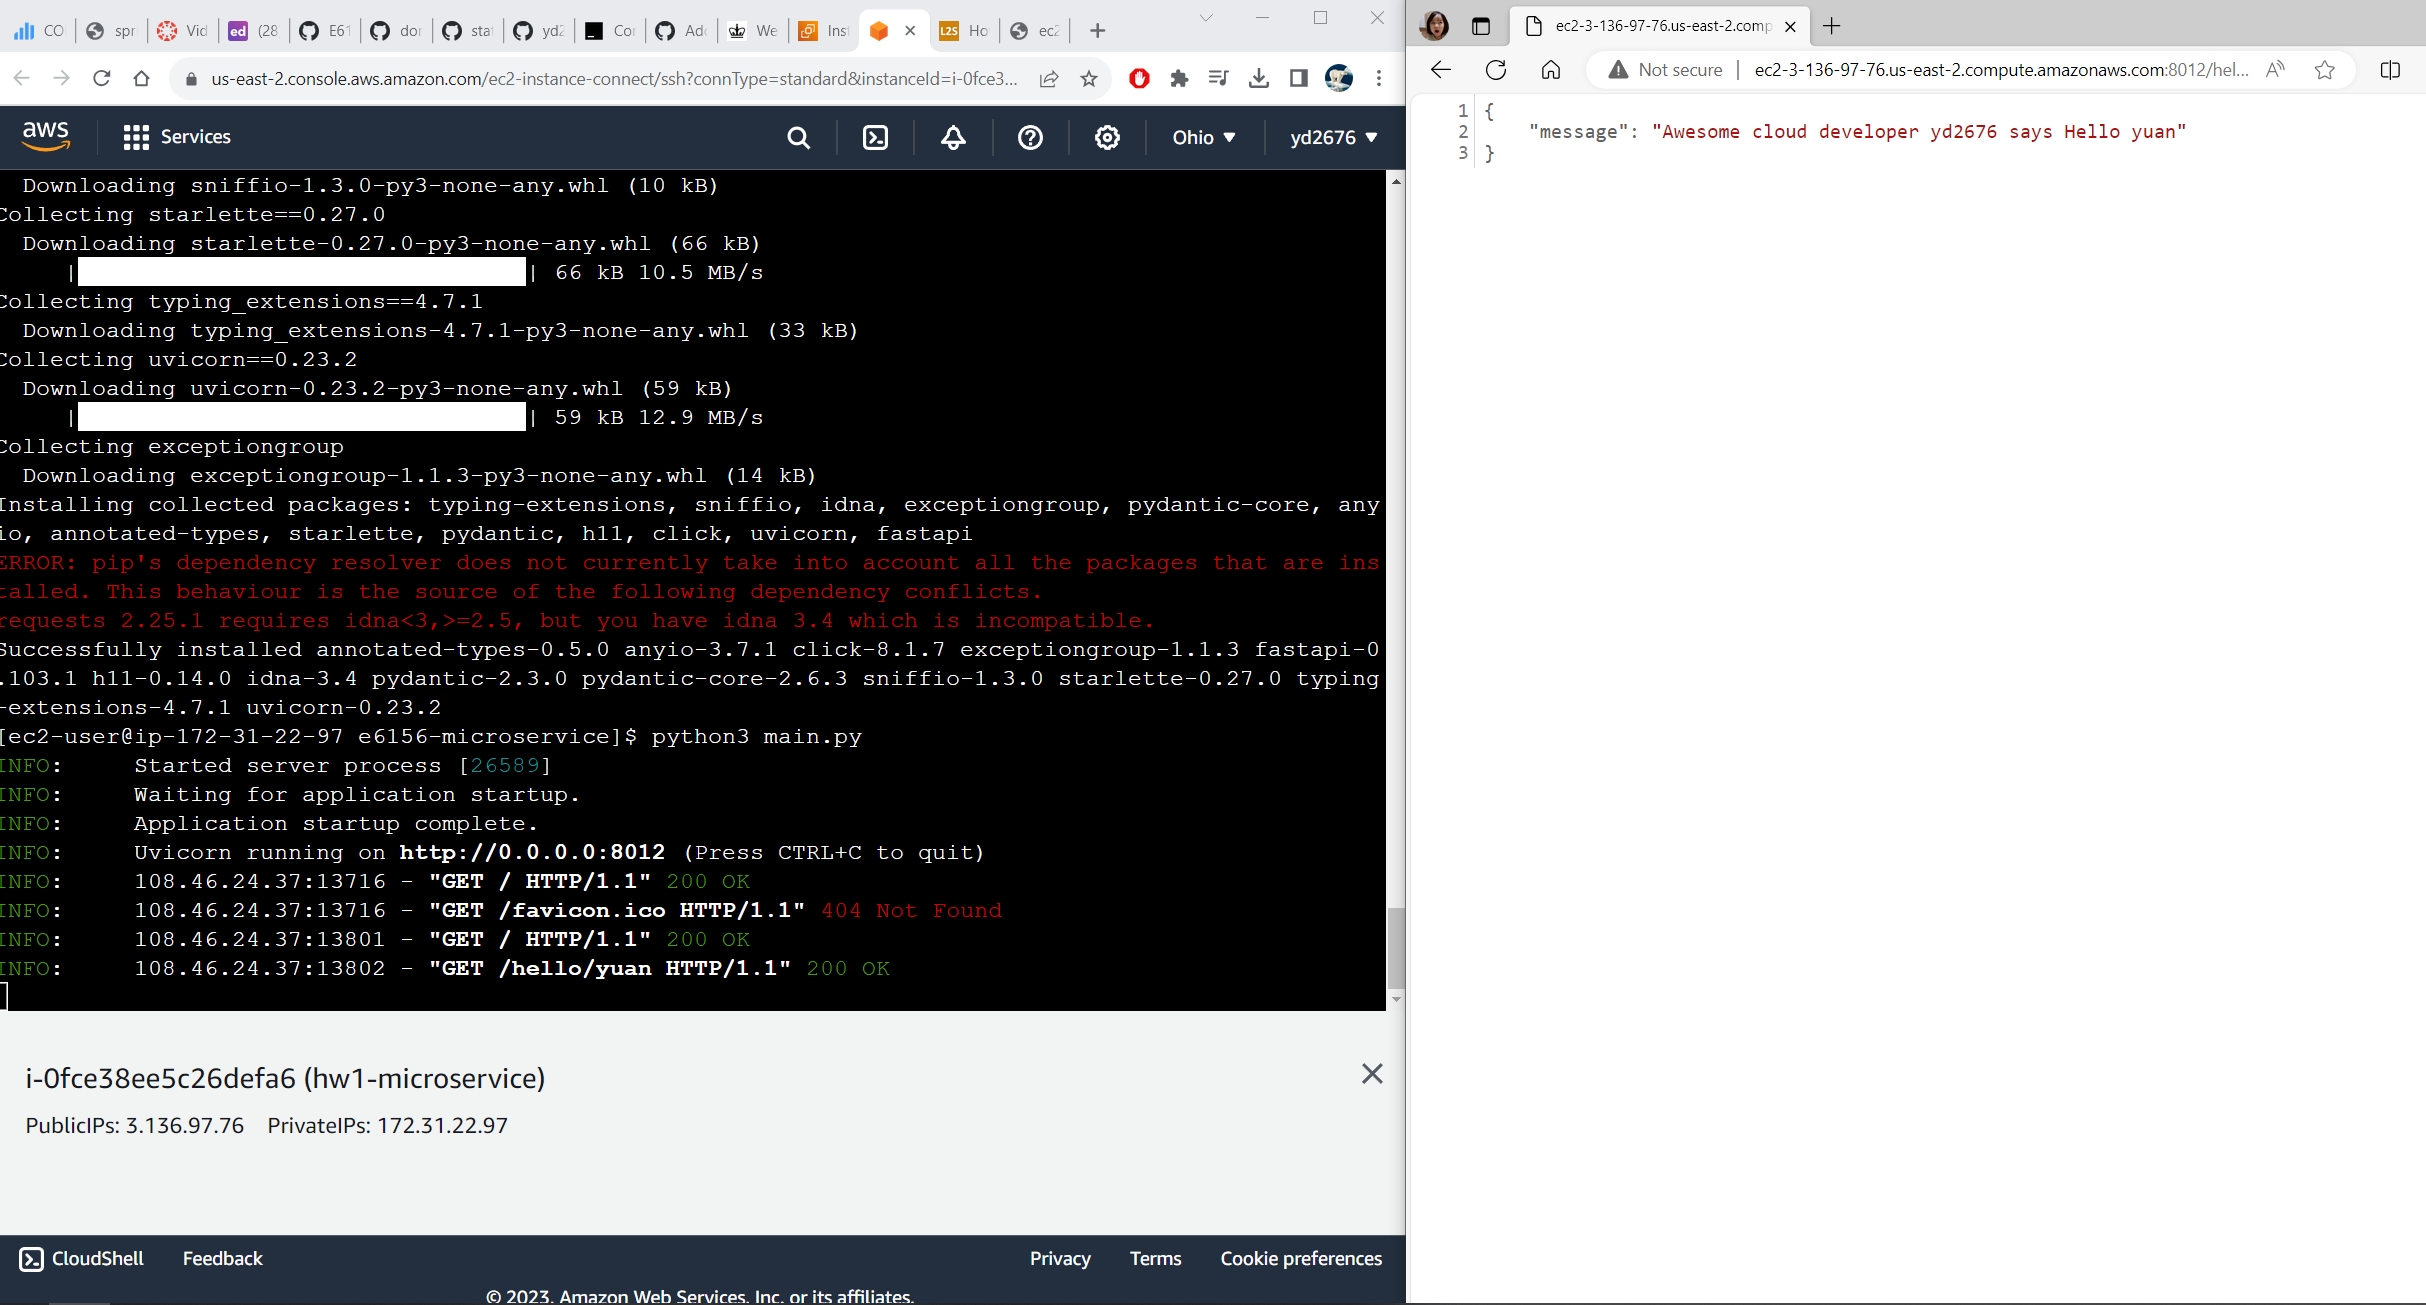 CO
spr
Vid
ed (28
E61
dor
sta
yd2
Co
Ad
We
Inst
L2S Ho
ec2
us-east-2.console.aws.amazon.com/ec2-instance-connect/ssh?connType=standard&instanceId=i-0fce3...
aws Services Ohio yd2676
Downloading sniffio-1.3.0-py3-none-any.whl (10 kB)
Collecting starlette==0.27.0
Downloading starlette-0.27.0-py3-none-any.whl (66 kB)
| | 66 kB 10.5 MB/s
Collecting typing_extensions==4.7.1
Downloading typing_extensions-4.7.1-py3-none-any.whl (33 kB)
Collecting uvicorn==0.23.2
Downloading uvicorn-0.23.2-py3-none-any.whl (59 kB)
| | 59 kB 12.9 MB/s
Collecting exceptiongroup
Downloading exceptiongroup-1.1.3-py3-none-any.whl (14 kB)
Installing collected packages: typing-extensions, sniffio, idna, exceptiongroup, pydantic-core, any
io, annotated-types, starlette, pydantic, h11, click, uvicorn, fastapi
ERROR: pip's dependency resolver does not currently take into account all the packages that are ins
talled. This behaviour is the source of the following dependency conflicts.
requests 2.25.1 requires idna<3,>=2.5, but you have idna 3.4 which is incompatible.
Successfully installed annotated-types-0.5.0 anyio-3.7.1 click-8.1.7 exceptiongroup-1.1.3 fastapi-0
.103.1 h11-0.14.0 idna-3.4 pydantic-2.3.0 pydantic-core-2.6.3 sniffio-1.3.0 starlette-0.27.0 typing
-extensions-4.7.1 uvicorn-0.23.2
[ec2-user@ip-172-31-22-97 e6156-microservice]$ python3 main.py
INFO: Started server process [26589]
INFO: Waiting for application startup.
INFO: Application startup complete.
INFO: Uvicorn running on http://0.0.0.0:8012 (Press CTRL+C to quit)
INFO: 108.46.24.37:13716 - "GET / HTTP/1.1" 200 OK
INFO: 108.46.24.37:13716 - "GET /favicon.ico HTTP/1.1" 404 Not Found
INFO: 108.46.24.37:13801 - "GET / HTTP/1.1" 200 OK
INFO: 108.46.24.37:13802 - "GET /hello/yuan HTTP/1.1" 200 OK
i-0fce38ee5c26defa6 (hw1-microservice)
PublicIPs: 3.136.97.76 PrivateIPs: 172.31.22.97
CloudShell Feedback Privacy Terms Cookie preferences
© 2023, Amazon Web Services, Inc. or its affiliates.
ec2-3-136-97-76.us-east-2.comp
Not secure | ec2-3-136-97-76.us-east-2.compute.amazonaws.com:8012/hel...
1 {
2 "message": "Awesome cloud developer yd2676 says Hello yuan"
3 }